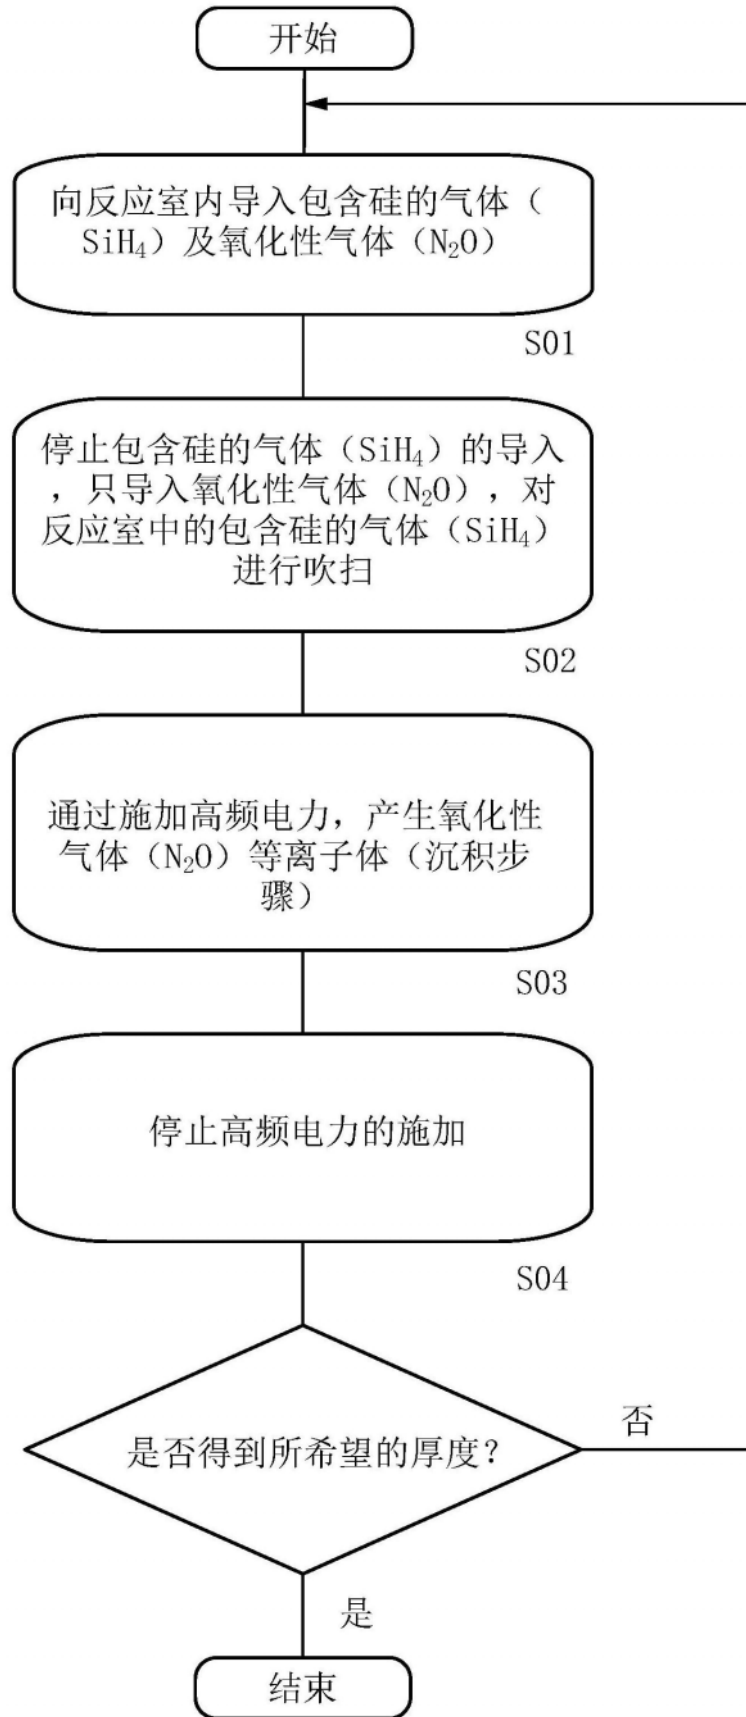 开始
向反应室内导入包含硅的气体（
SiH₄）及氧化性气体（N₂O）
S01
停止包含硅的气体（SiH₄）的导入
，只导入氧化性气体（N₂O），对
反应室中的包含硅的气体（SiH₄）
进行吹扫
S02
通过施加高频电力，产生氧化性
气体（N₂O）等离子体（沉积步
骤）
S03
停止高频电力的施加
S04
是否得到所希望的厚度？
否
是
结束